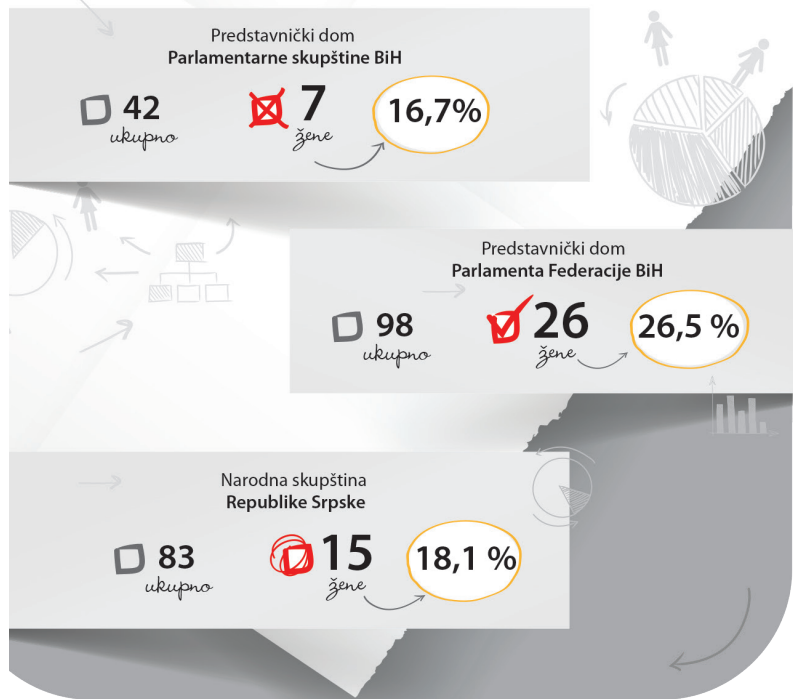 Predstavnički dom
Parlamentarne skupštine BiH
42
ukupno
7
žene
16,7%
Predstavnički dom
Parlamenta Federacije BiH
98
ukupno
26
žene
26,5 %
Narodna skupština
Republike Srpske
83
ukupno
15
žene
18,1 %